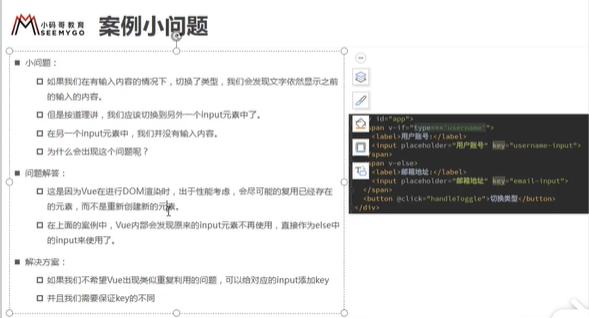 小码哥教育
SEEMYGO
案例小问题
小问题：
如果我们在有输入内容的情况下，切换了类型，我们会发现文字依然显示之前
的输入的内容。
但是按道理讲，我们应该切换到另外一个input元素中了。
在另一个input元素中，我们并没有输入内容。
为什么会出现这个问题呢？
问题解答：
这是因为Vue在进行DOM渲染时，出于性能考虑，会尽可能的复用已经存在
的元素，而不是重新创建新的元素。
在上面的案例中，Vue内部会发现原来的input元素不再使用，直接作为else中
的input来使用了。
解决方案：
如果我们不希望Vue出现类似重复利用的问题，可以给对应的input添加key
并且我们需要保证key的不同
id="app">
span v-if="type==='username'
<label>用户账号:</label>
<input placeholder="用户账号" key="username-input">
span>
span v-else>
<label>邮箱地址:</label>
<input placeholder="邮箱地址" key="email-input">
</span>
<button @click="handleToggle">切换类型</button>
</div>